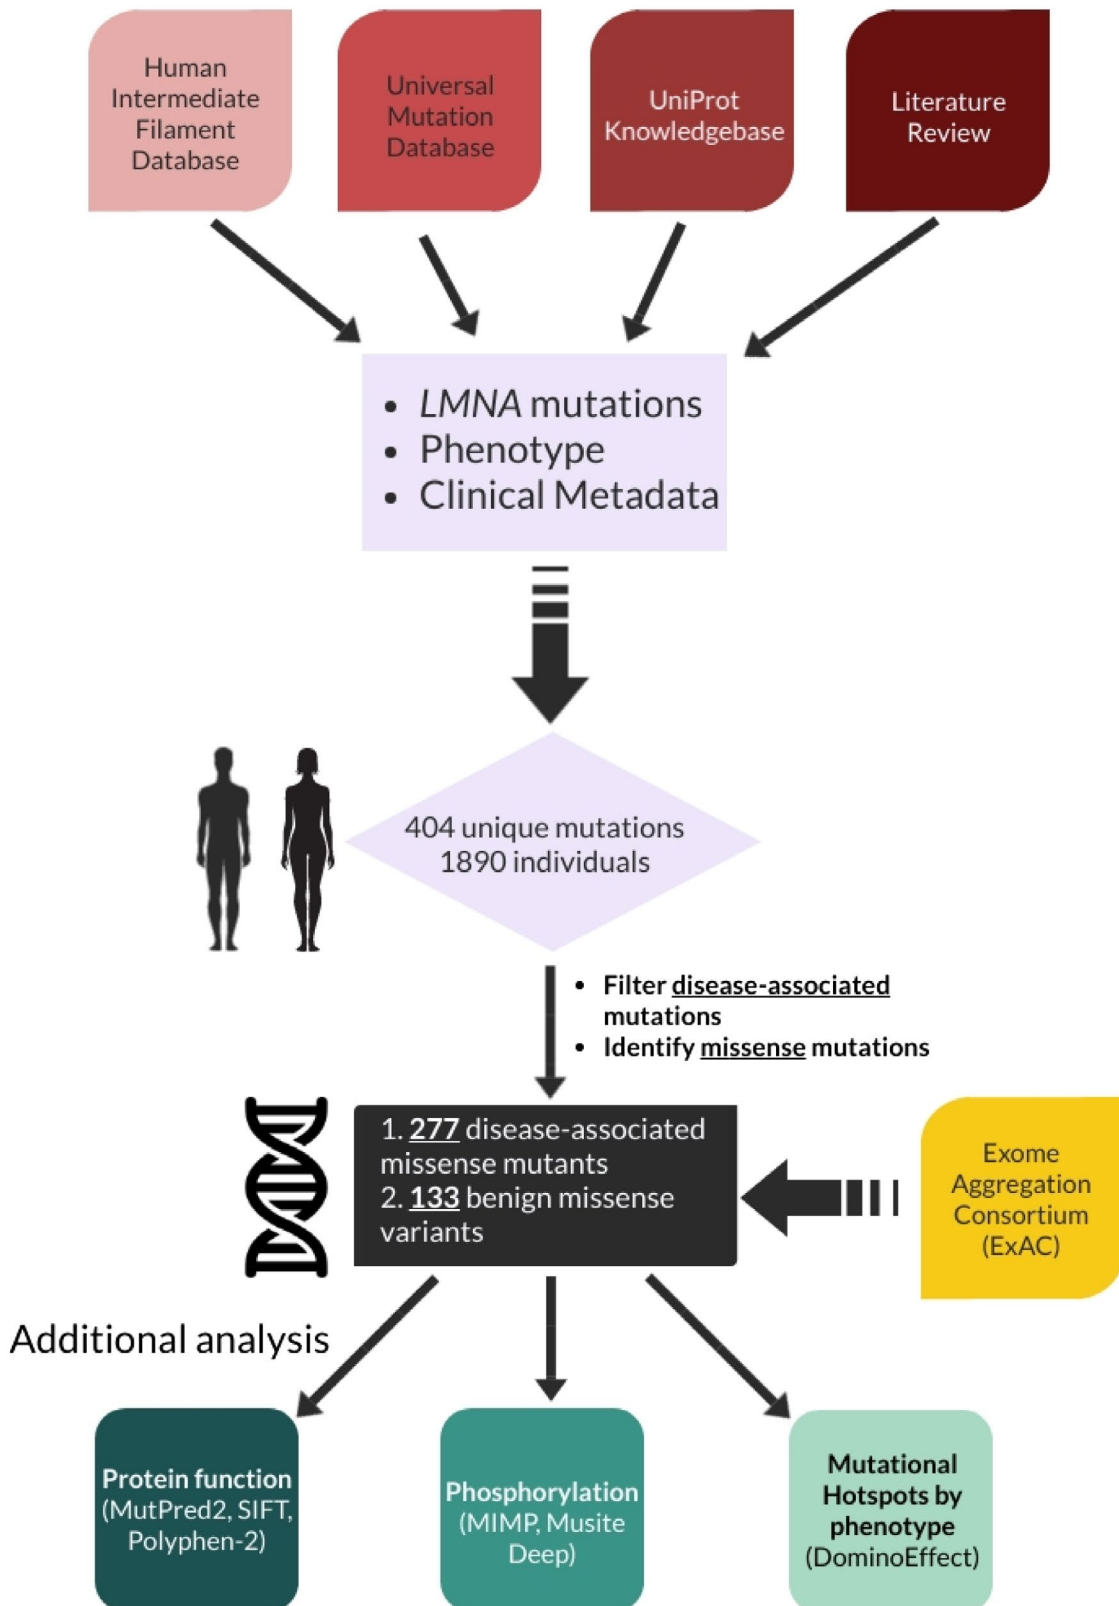 Human
Intermediate
Filament
Database
Universal
Mutation
Database
UniProt
Knowledgebase
Literature
Review
• LMNA mutations
• Phenotype
• Clinical Metadata
404 unique mutations
1890 individuals
• Filter disease-associated
mutations
• Identify missense mutations
1. 277 disease-associated
missense mutants
2. 133 benign missense
variants
Exome
Aggregation
Consortium
(ExAC)
Additional analysis
Protein function
(MutPred2, SIFT,
Polyphen-2)
Phosphorylation
(MIMP, Musite
Deep)
Mutational
Hotspots by
phenotype
(DominoEffect)